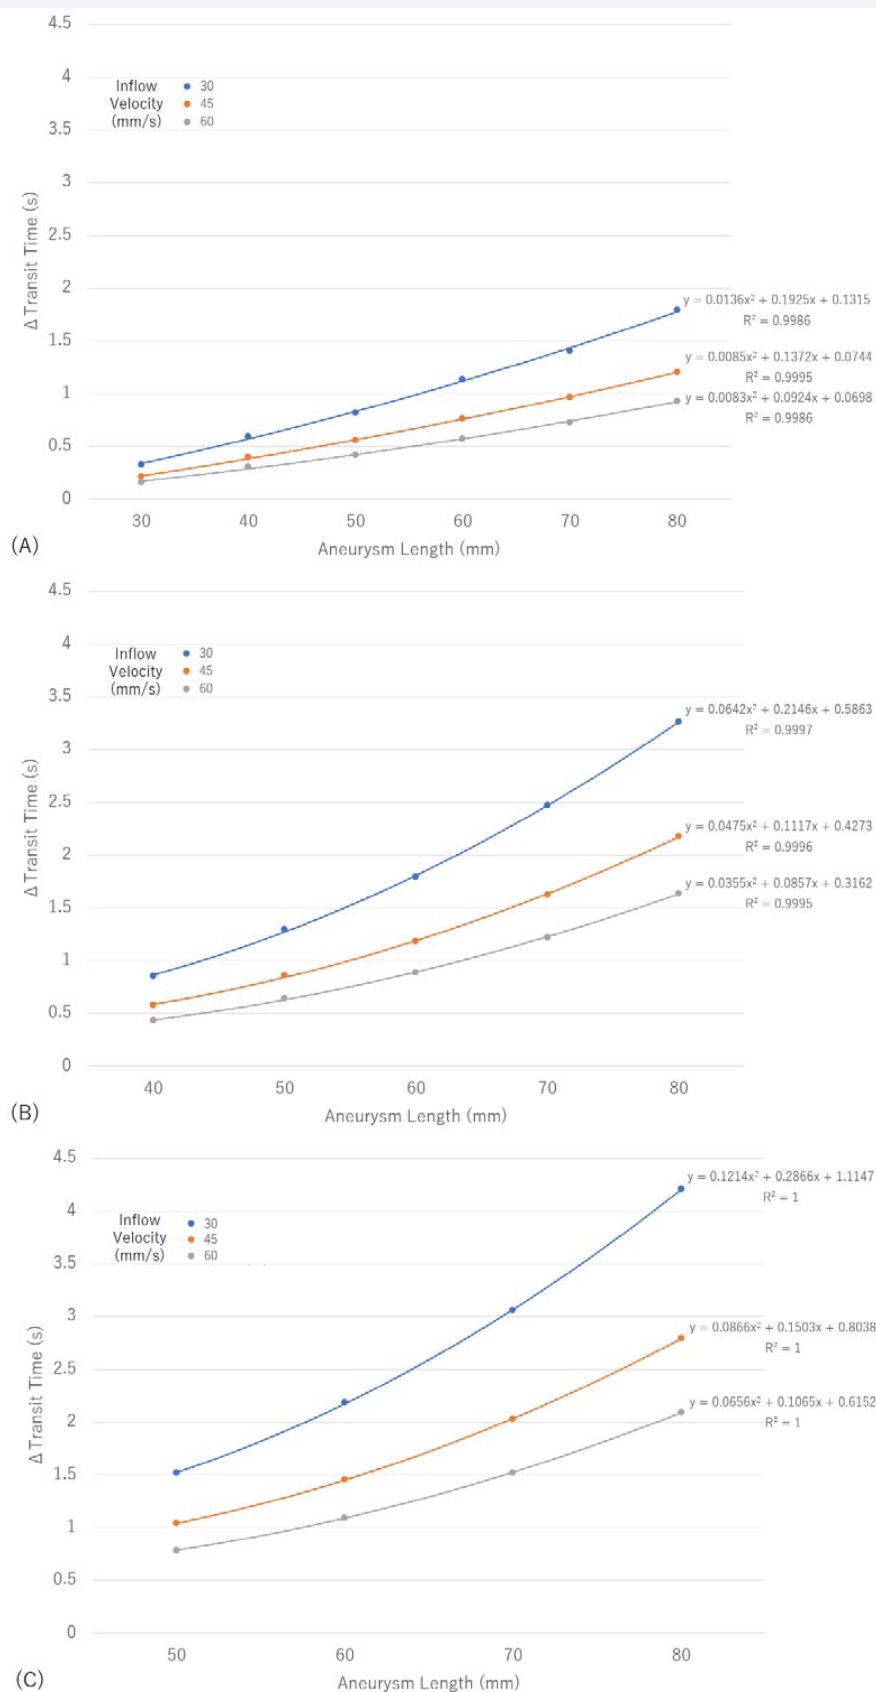 4.5
4
3.5
3
2.5
2
1.5
1
0.5
0
Δ Transit Time (s)
Inflow Velocity (mm/s)
30
45
60
y = 0.0136x² + 0.1925x + 0.1315
R² = 0.9986
y = 0.0085x² + 0.1372x + 0.0744
R² = 0.9995
y = 0.0083x² + 0.0924x + 0.0698
R² = 0.9986
30 40 50 60 70 80
Aneurysm Length (mm)
(A)
4.5
4
3.5
3
2.5
2
1.5
1
0.5
0
Δ Transit Time (s)
Inflow Velocity (mm/s)
30
45
60
y = 0.0642x² + 0.2146x + 0.5863
R² = 0.9997
y = 0.0475x² + 0.1117x + 0.4273
R² = 0.9996
y = 0.0355x² + 0.0857x + 0.3162
R² = 0.9995
40 50 60 70 80
Aneurysm Length (mm)
(B)
4.5
4
3.5
3
2.5
2
1.5
1
0.5
0
Δ Transit Time (s)
Inflow Velocity (mm/s)
30
45
60
y = 0.1214x² + 0.2866x + 1.1147
R² = 1
y = 0.0866x² + 0.1503x + 0.8038
R² = 1
y = 0.0656x² + 0.1065x + 0.6152
R² = 1
50 60 70 80
Aneurysm Length (mm)
(C)